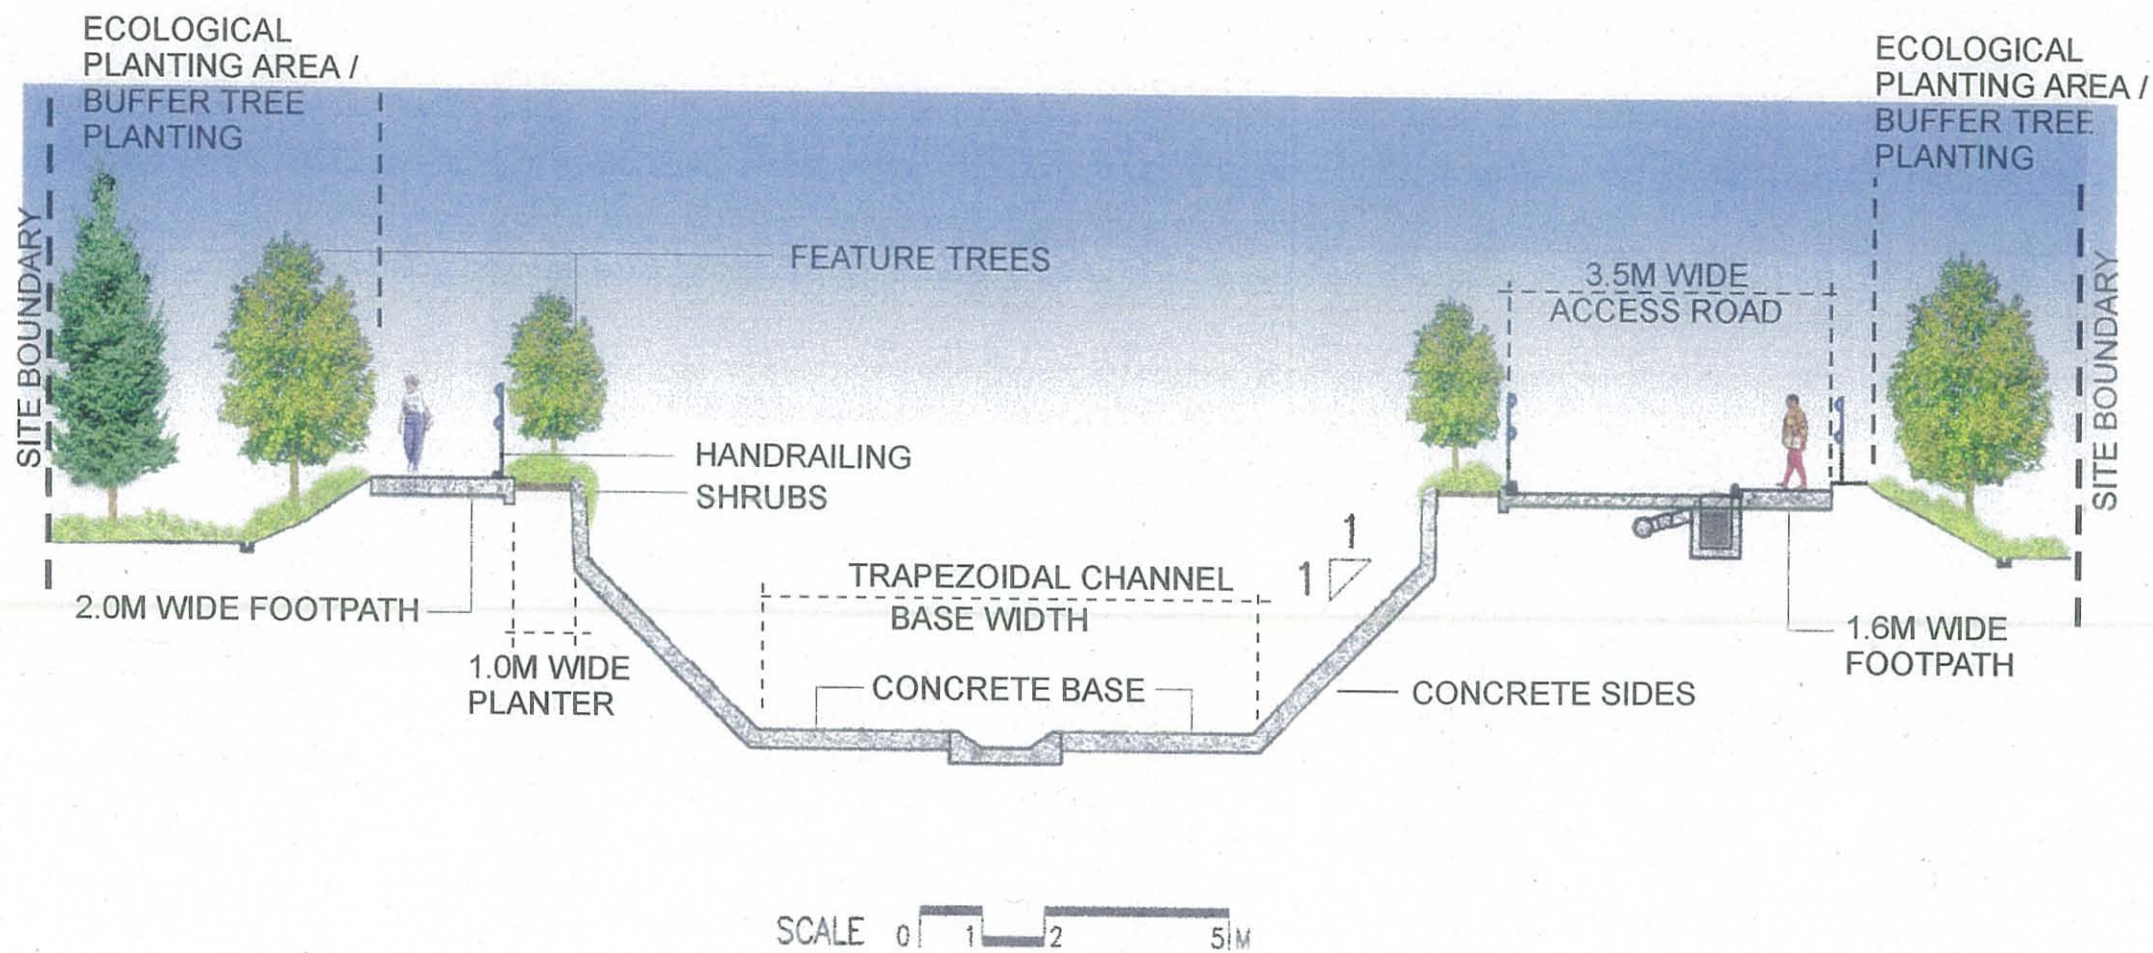 ECOLOGICAL
PLANTING AREA /
BUFFER TREE
PLANTING
ECOLOGICAL
PLANTING AREA /
BUFFER TREE
PLANTING
SITE BOUNDARY
FEATURE TREES
3.5M WIDE
ACCESS ROAD
SITE BOUNDARY
HANDRAILING
SHRUBS
1
1
TRAPEZOIDAL CHANNEL
BASE WIDTH
2.0M WIDE FOOTPATH
1.0M WIDE
PLANTER
CONCRETE BASE
CONCRETE SIDES
1.6M WIDE
FOOTPATH
SCALE 0 1 2 5 M